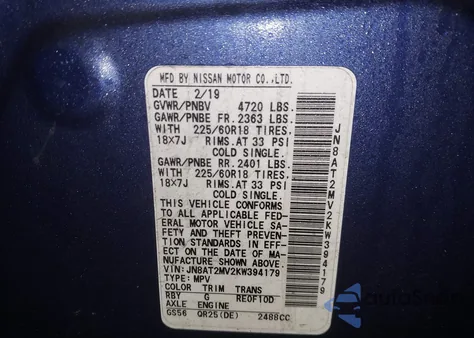 MFD BY NISSAN MOTOR CO.,LTD.
DATE 2/19
GVWR/PNBV 4720 LBS.
GAWR/PNBE FR. 2363 LBS.
WITH 225/60R18 TIRES.
18X7J RIMS.AT 33 PSI
COLD SINGLE.
GAWR/PNBE RR. 2401 LBS.
WITH 225/60R18 TIRES.
18X7J RIMS.AT 33 PSI
COLD SINGLE.
THIS VEHICLE CONFORMS
TO ALL APPLICABLE FED-
ERAL MOTOR VEHICLE SA-
FETY AND THEFT PREVEN-
TION STANDARDS IN EFF-
ECT ON THE DATE OF MA-
NUFACTURE SHOWN ABOVE.
VIN:JN8AT2MV2KW394179
TYPE: MPV
COLOR TRIM TRANS
RBY G RE0F10D
AXLE ENGINE
GS56 QR25(DE) 2488CC
JN8AT2MV2KW394179